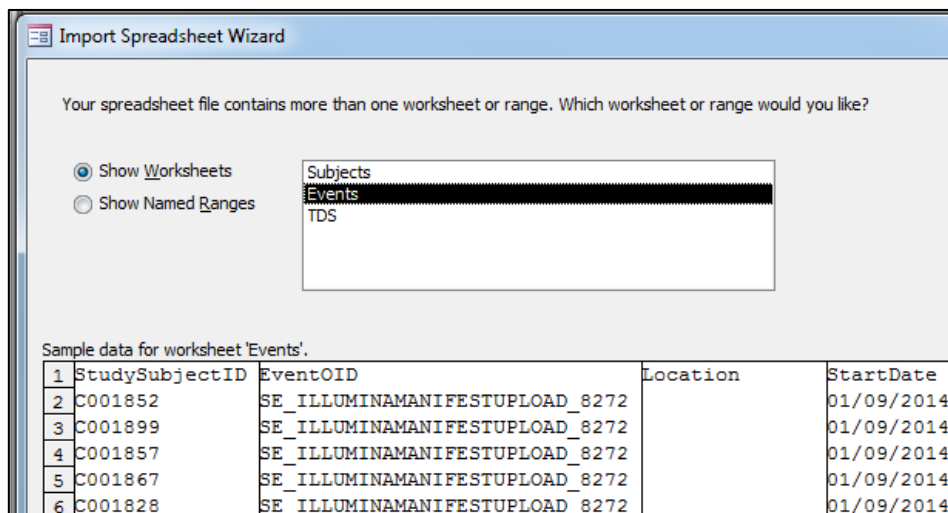 Import Spreadsheet Wizard
Your spreadsheet file contains more than one worksheet or range. Which worksheet or range would you like?
Show Worksheets
Show Named Ranges
Subjects
Events
TDS
Sample data for worksheet 'Events'.
1 StudySubjectID EventOID Location StartDate
2 C001852 SE_ILLUMINAMANIFESTUPLOAD_8272 01/09/2014
3 C001899 SE_ILLUMINAMANIFESTUPLOAD_8272 01/09/2014
4 C001857 SE_ILLUMINAMANIFESTUPLOAD_8272 01/09/2014
5 C001867 SE_ILLUMINAMANIFESTUPLOAD_8272 01/09/2014
6 C001828 SE_ILLUMINAMANIFESTUPLOAD_8272 01/09/2014